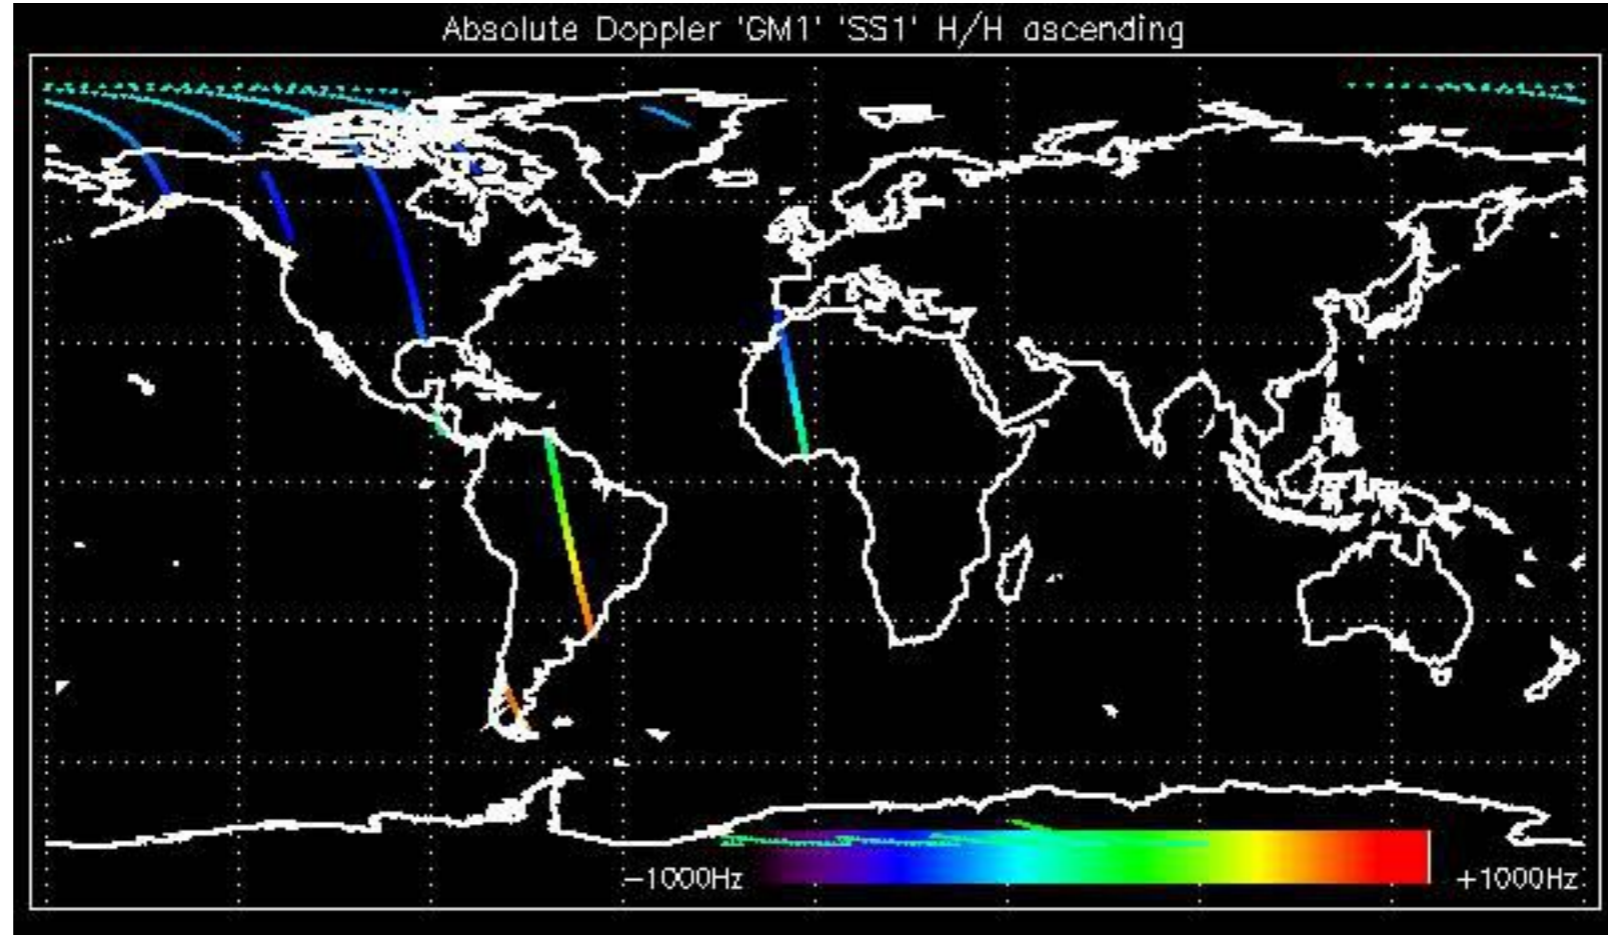 Absolute Doppler 'GM1' 'SS1' H/H ascending
−1000Hz
+1000Hz